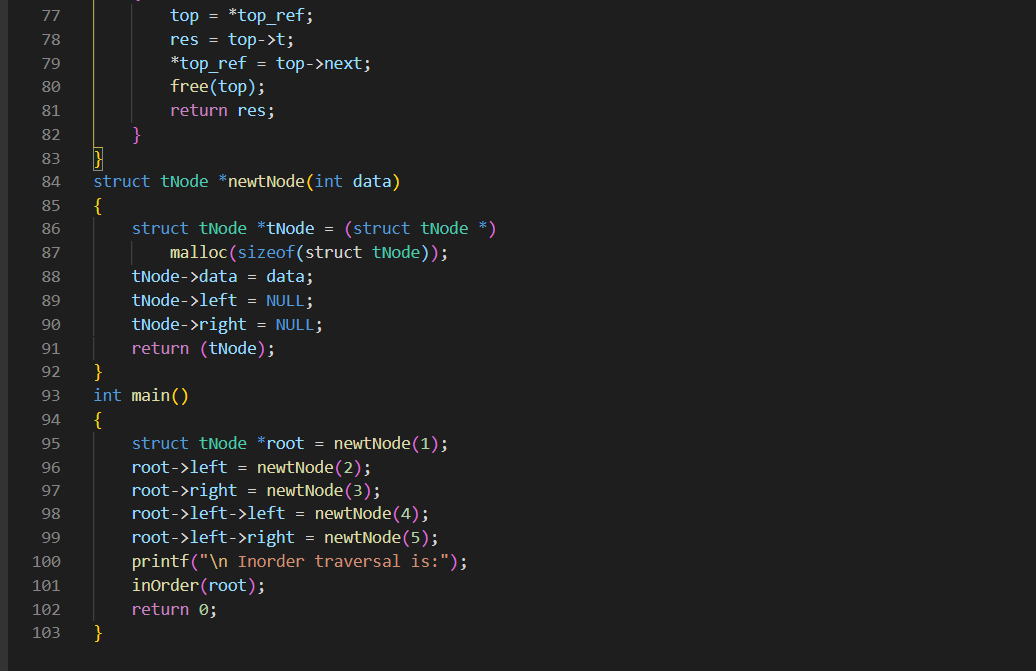 77 top = *top_ref;
78 res = top->t;
79 *top_ref = top->next;
80 free(top);
81 return res;
82 }
83 }
84 struct tNode *newtNode(int data)
85 {
86 struct tNode *tNode = (struct tNode *)
87 malloc(sizeof(struct tNode));
88 tNode->data = data;
89 tNode->left = NULL;
90 tNode->right = NULL;
91 return (tNode);
92 }
93 int main()
94 {
95 struct tNode *root = newtNode(1);
96 root->left = newtNode(2);
97 root->right = newtNode(3);
98 root->left->left = newtNode(4);
99 root->left->right = newtNode(5);
100 printf("\n Inorder traversal is:");
101 inOrder(root);
102 return 0;
103 }